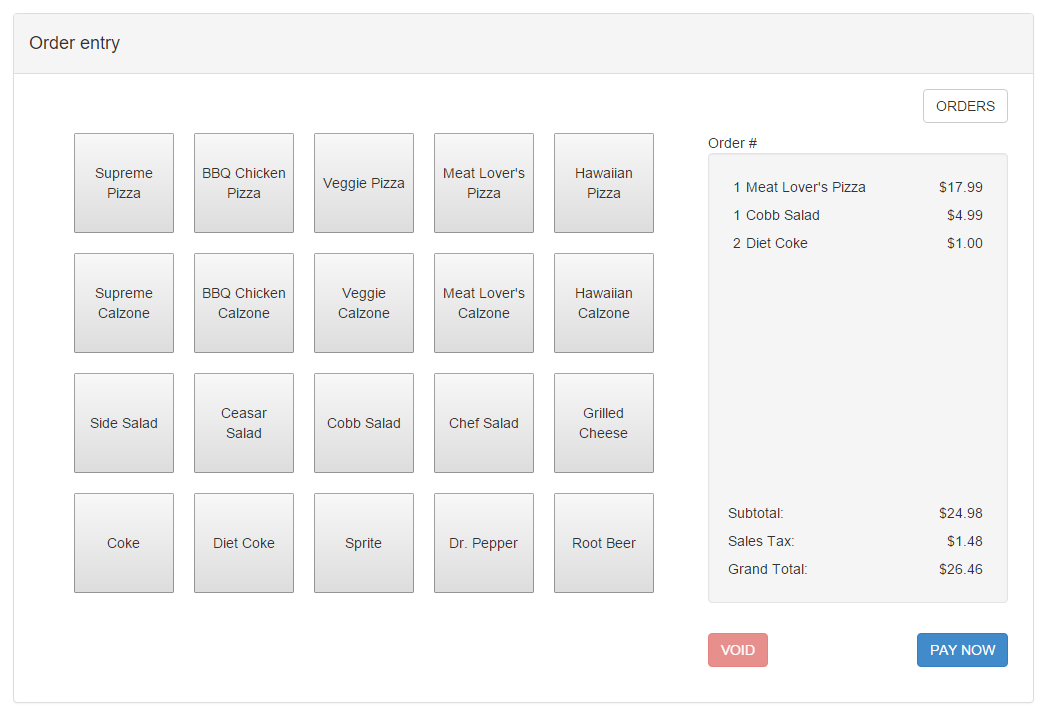 Order entry
ORDERS
Order #
Supreme
Pizza
BBQ Chicken
Pizza
Veggie Pizza
Meat Lover's
Pizza
Hawaiian
Pizza
Supreme
Calzone
BBQ Chicken
Calzone
Veggie
Calzone
Meat Lover's
Calzone
Hawaiian
Calzone
Side Salad
Ceasar
Salad
Cobb Salad
Chef Salad
Grilled
Cheese
Coke
Diet Coke
Sprite
Dr. Pepper
Root Beer
1 Meat Lover's Pizza $17.99
1 Cobb Salad $4.99
2 Diet Coke $1.00
Subtotal: $24.98
Sales Tax: $1.48
Grand Total: $26.46
VOID
PAY NOW